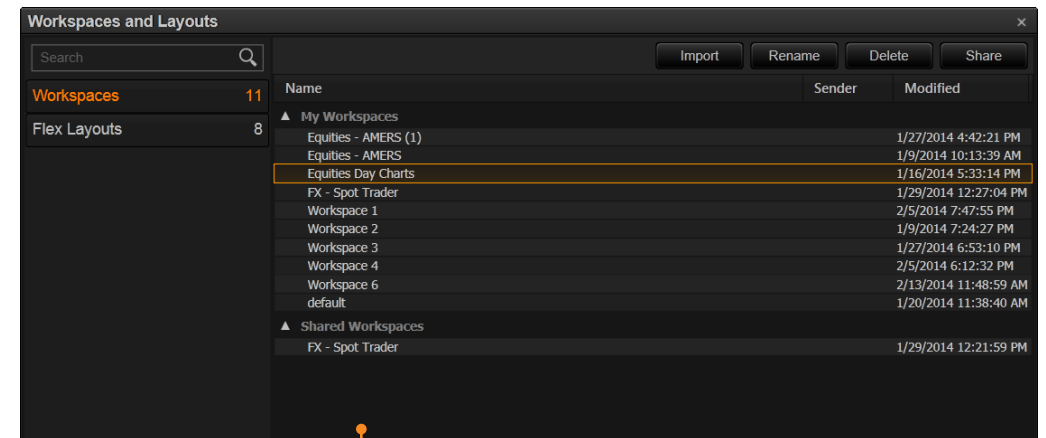 Workspaces and Layouts ×
Search Import Rename Delete Share
Workspaces 11
Flex Layouts 8
Name Sender Modified
▲ My Workspaces
Equities - AMERS (1) 1/27/2014 4:42:21 PM
Equities - AMERS 1/9/2014 10:13:39 AM
Equities Day Charts 1/16/2014 5:33:14 PM
FX - Spot Trader 1/29/2014 12:27:04 PM
Workspace 1 2/5/2014 7:47:55 PM
Workspace 2 1/9/2014 7:24:27 PM
Workspace 3 1/27/2014 6:53:10 PM
Workspace 4 2/5/2014 6:12:32 PM
Workspace 6 2/13/2014 11:48:59 AM
default 1/20/2014 11:38:40 AM
▲ Shared Workspaces
FX - Spot Trader 1/29/2014 12:21:59 PM